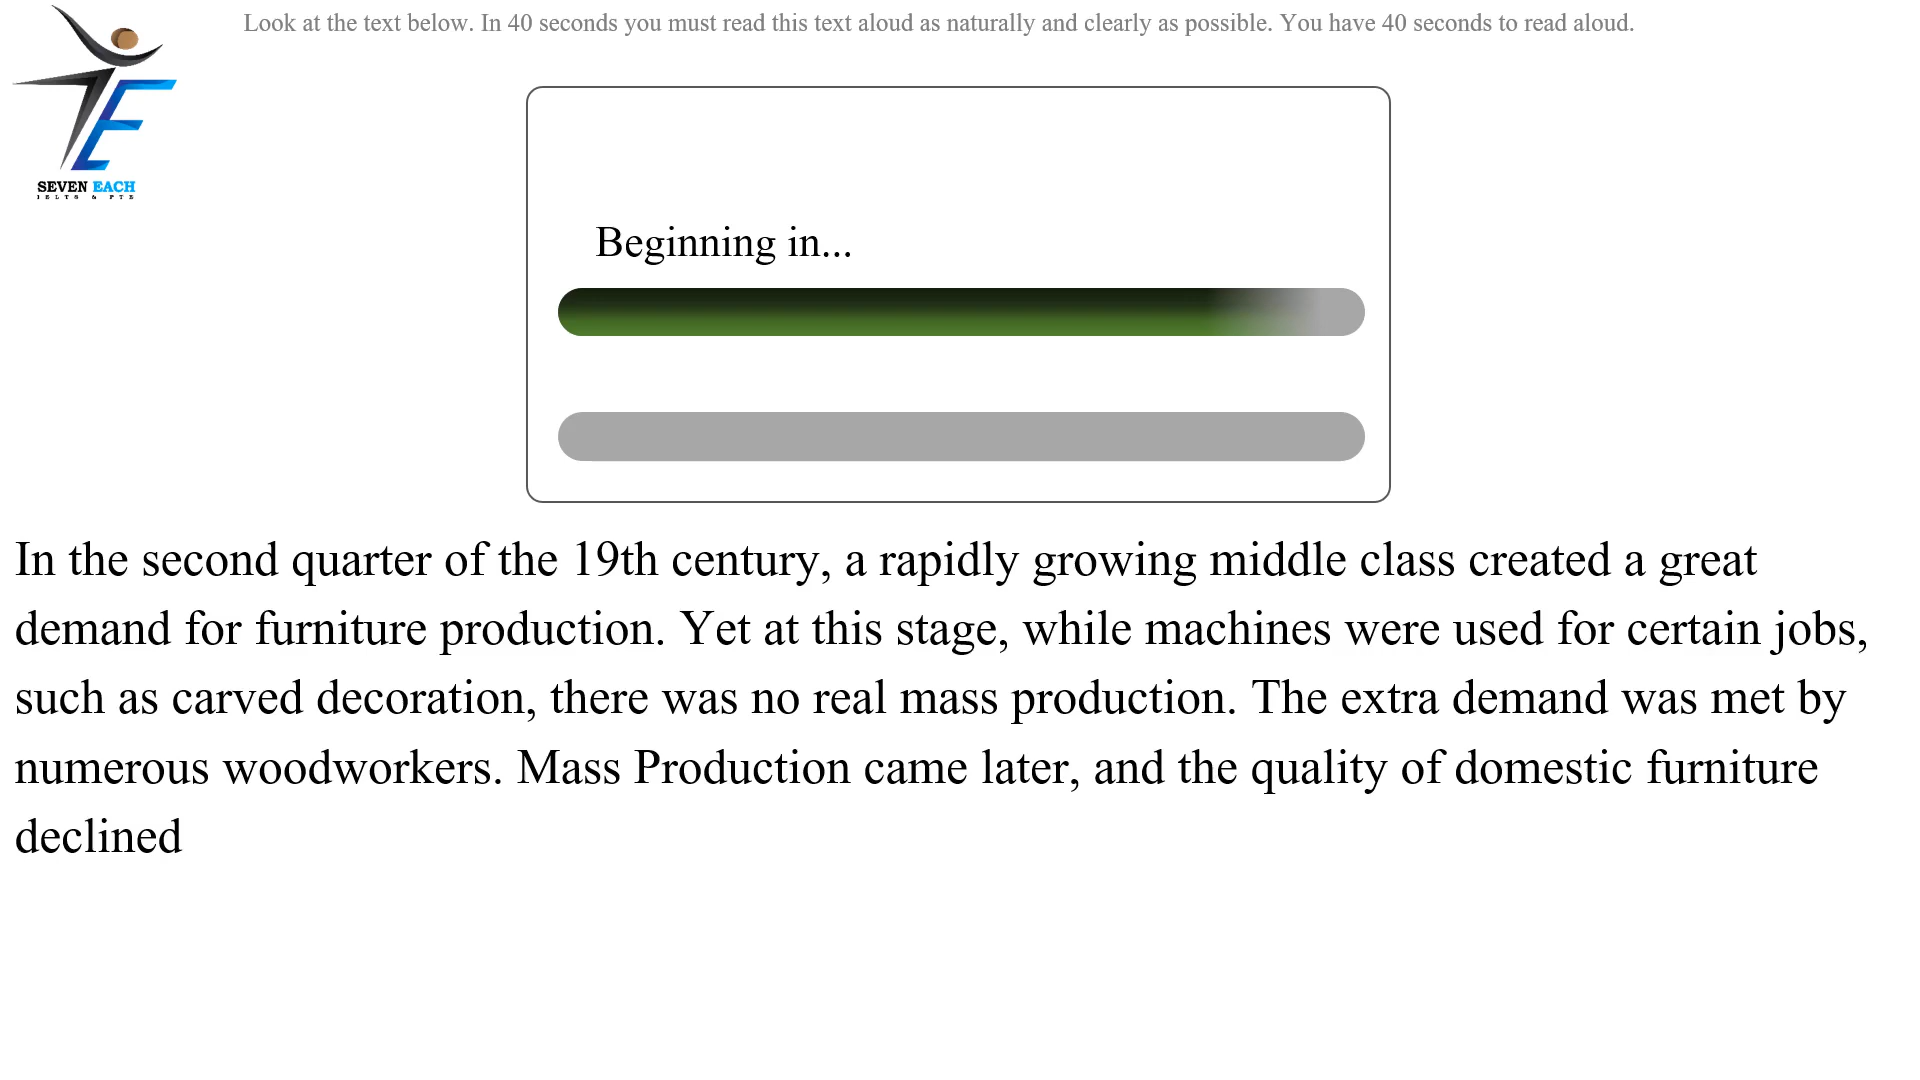 Look at the text below. In 40 seconds you must read this text aloud as naturally and clearly as possible. You have 40 seconds to read aloud.
SEVEN EACH
IELTS & PTE
Beginning in...
In the second quarter of the 19th century, a rapidly growing middle class created a great
demand for furniture production. Yet at this stage, while machines were used for certain jobs,
such as carved decoration, there was no real mass production. The extra demand was met by
numerous woodworkers. Mass Production came later, and the quality of domestic furniture
declined